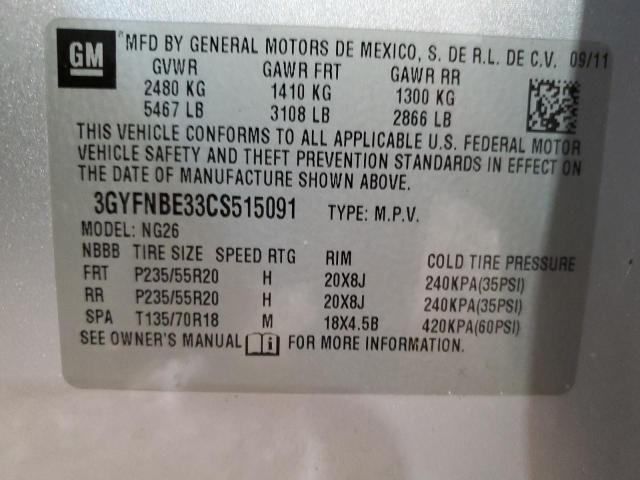 GM MFD BY GENERAL MOTORS DE MEXICO, S. DE R.L. DE C.V. 09/11
GVWR GAWR FRT GAWR RR
2480 KG 1410 KG 1300 KG
5467 LB 3108 LB 2866 LB
THIS VEHICLE CONFORMS TO ALL APPLICABLE U.S. FEDERAL MOTOR
VEHICLE SAFETY AND THEFT PREVENTION STANDARDS IN EFFECT ON
THE DATE OF MANUFACTURE SHOWN ABOVE.
3GYFNBE33CS515091 TYPE: M.P.V.
MODEL: NG26
NBBB TIRE SIZE SPEED RTG RIM COLD TIRE PRESSURE
FRT P235/55R20 H 20X8J 240KPA(35PSI)
RR P235/55R20 H 20X8J 240KPA(35PSI)
SPA T135/70R18 M 18X4.5B 420KPA(60PSI)
SEE OWNER'S MANUAL FOR MORE INFORMATION.